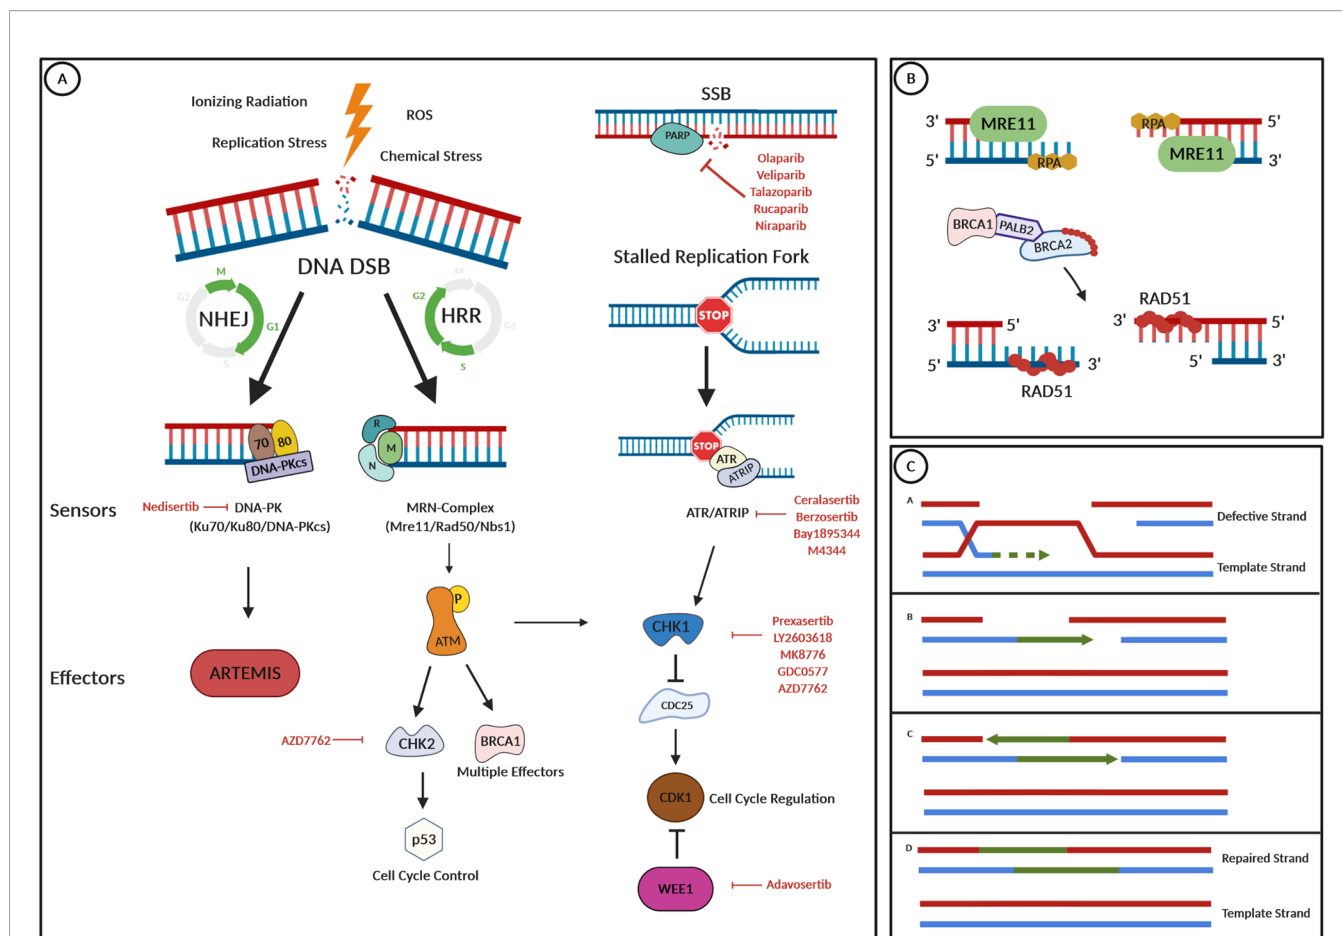 A
Ionizing Radiation
ROS
Replication Stress
Chemical Stress
SSB
PARP
Olaparib
Veliparib
Talazoparib
Rucaparib
Niraparib
DNA DSB
Stalled Replication Fork
M
G2
NHEJ
G1
S
M
G2
HRR
G1
S
STOP
70
80
DNA-PKcs
R
M
N
STOP
ATR
ATRIP
Sensors
Nedisertib
DNA-PK
(Ku70/Ku80/DNA-PKcs)
MRN-Complex
(Mre11/Rad50/Nbs1)
ATR/ATRIP
Ceralasertib
Berzosertib
Bay1895344
M4344
P
ATM
CHK1
Prexasertib
LY2603618
MK8776
GDC0577
AZD7762
Effectors
ARTEMIS
CDC25
AZD7762
CHK2
BRCA1
Multiple Effectors
CDK1
Cell Cycle Regulation
p53
Cell Cycle Control
WEE1
Adavosertib
B
3'
MRE11
5'
RPA
RPA
5'
MRE11
3'
BRCA1
PALB2
BRCA2
RAD51
3'
5'
3'
5'
5'
3'
5'
3'
RAD51
C
A
Defective Strand
Template Strand
B
C
D
Repaired Strand
Template Strand